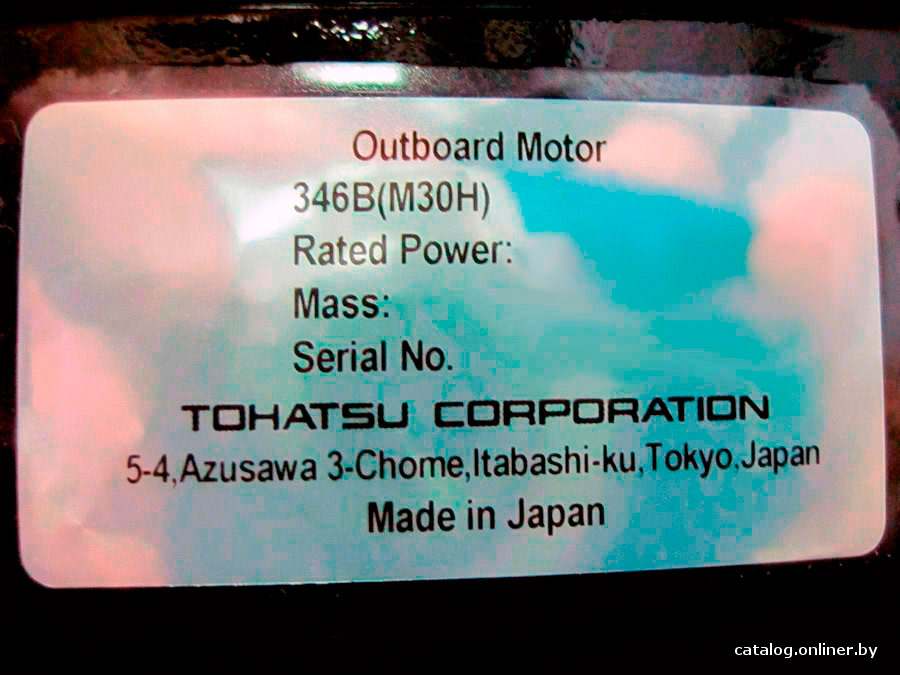 Outboard Motor
346B(M30H)
Rated Power:
Mass:
Serial No.
TOHATSU CORPORATION
5-4,Azusawa 3-Chome,Itabashi-ku,Tokyo,Japan
Made in Japan
catalog.onliner.by